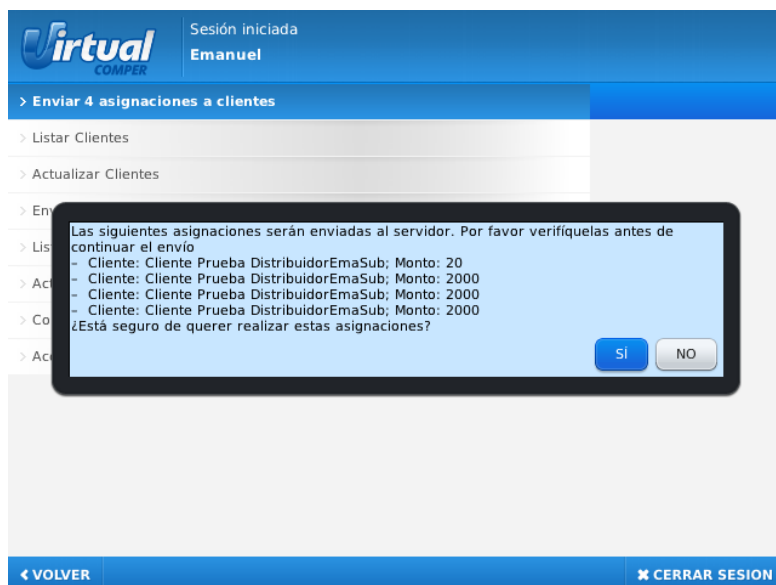 Virtual
COMPER
Sesión iniciada
Emanuel
> Enviar 4 asignaciones a clientes
> Listar Clientes
> Actualizar Clientes
Las siguientes asignaciones serán enviadas al servidor. Por favor verifíquelas antes de
continuar el envío
- Cliente: Cliente Prueba DistribuidorEmaSub; Monto: 20
- Cliente: Cliente Prueba DistribuidorEmaSub; Monto: 2000
- Cliente: Cliente Prueba DistribuidorEmaSub; Monto: 2000
- Cliente: Cliente Prueba DistribuidorEmaSub; Monto: 2000
¿Está seguro de querer realizar estas asignaciones?
SÍ NO
VOLVER
CERRAR SESION